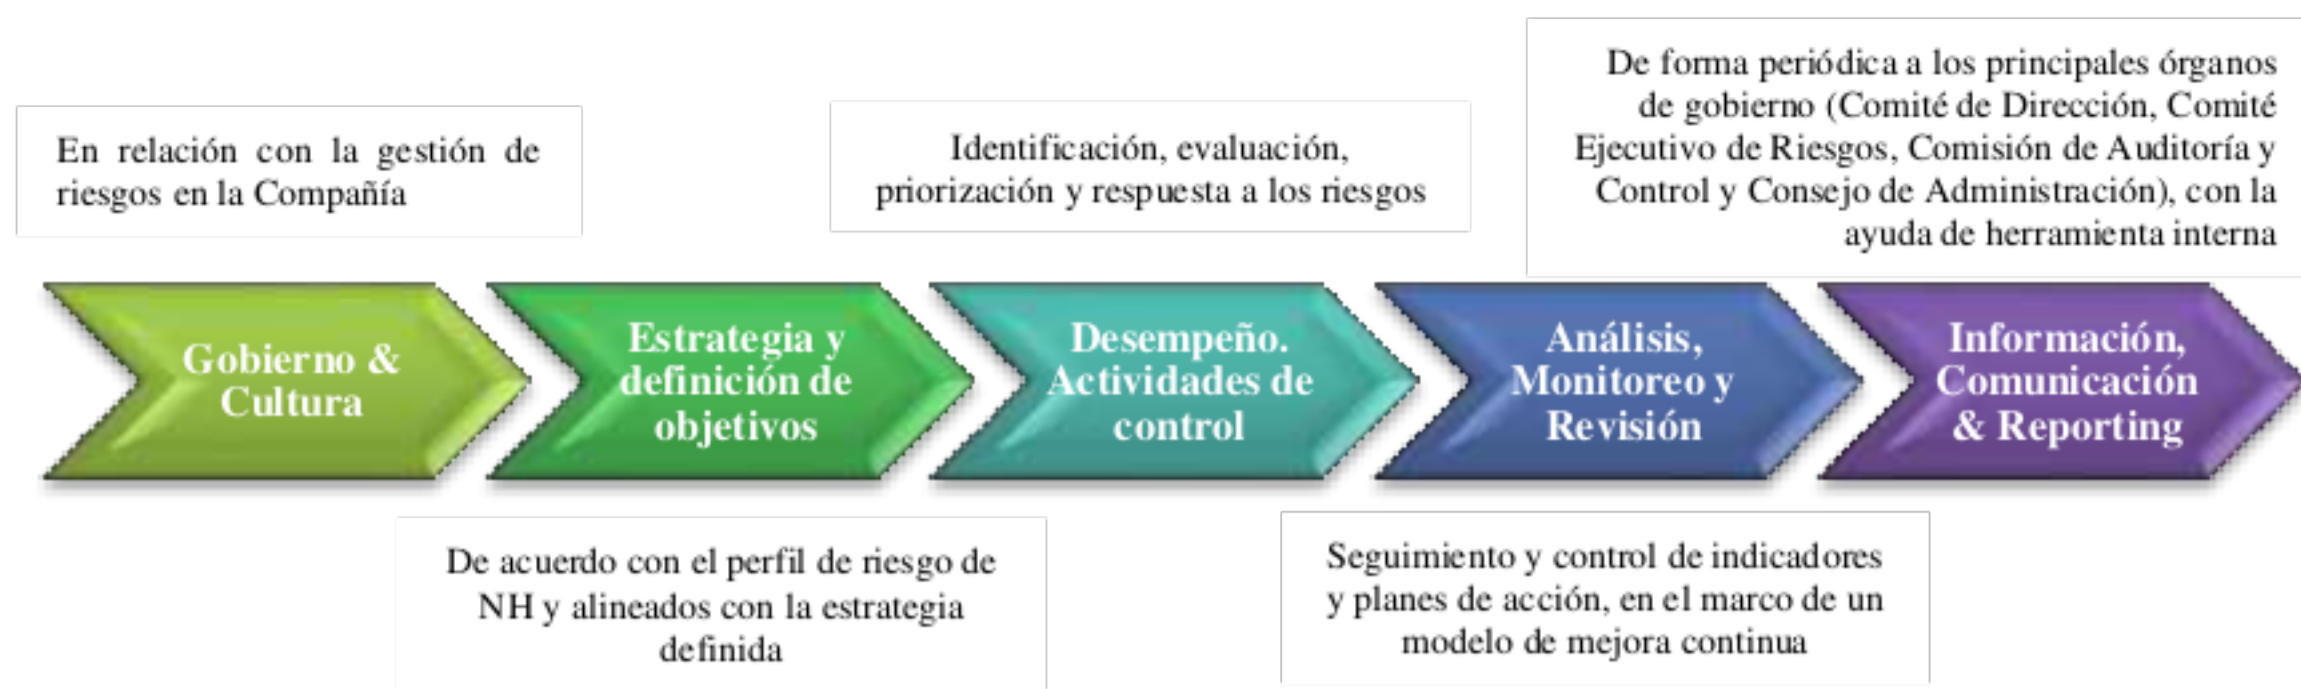 En relación con la gestión de
riesgos en la Compañía
Identificación, evaluación,
priorización y respuesta a los riesgos
De forma periódica a los principales órganos
de gobierno (Comité de Dirección, Comité
Ejecutivo de Riesgos, Comisión de Auditoría y
Control y Consejo de Administración), con la
ayuda de herramienta interna
Gobierno &
Cultura
Estrategia y
definición de
objetivos
Desempeño.
Actividades de
control
Análisis,
Monitoreo y
Revisión
Información,
Comunicación
& Reporting
De acuerdo con el perfil de riesgo de
NH y alineados con la estrategia
definida
Seguimiento y control de indicadores
y planes de acción, en el marco de un
modelo de mejora continua